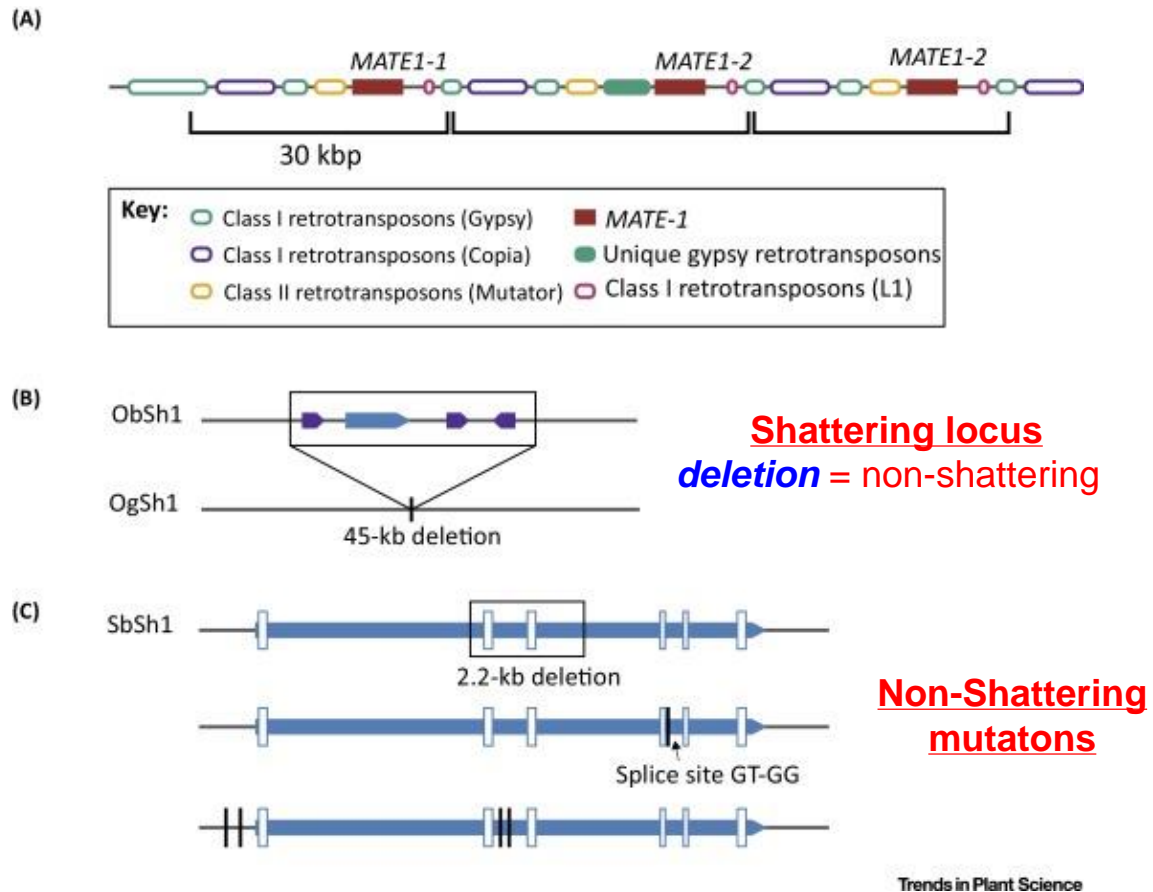 (A)
MATE1-1
MATE1-2
MATE1-2
30 kbp
Key:
Class I retrotransposons (Gypsy)
MATE-1
Class I retrotransposons (Copia)
Unique gypsy retrotransposons
Class II retrotransposons (Mutator)
Class I retrotransposons (L1)
(B)
ObSh1
OgSh1
45-kb deletion
Shattering locus
deletion = non-shattering
(C)
SbSh1
2.2-kb deletion
Splice site GT-GG
Non-Shattering
mutatons
Trends in Plant Science